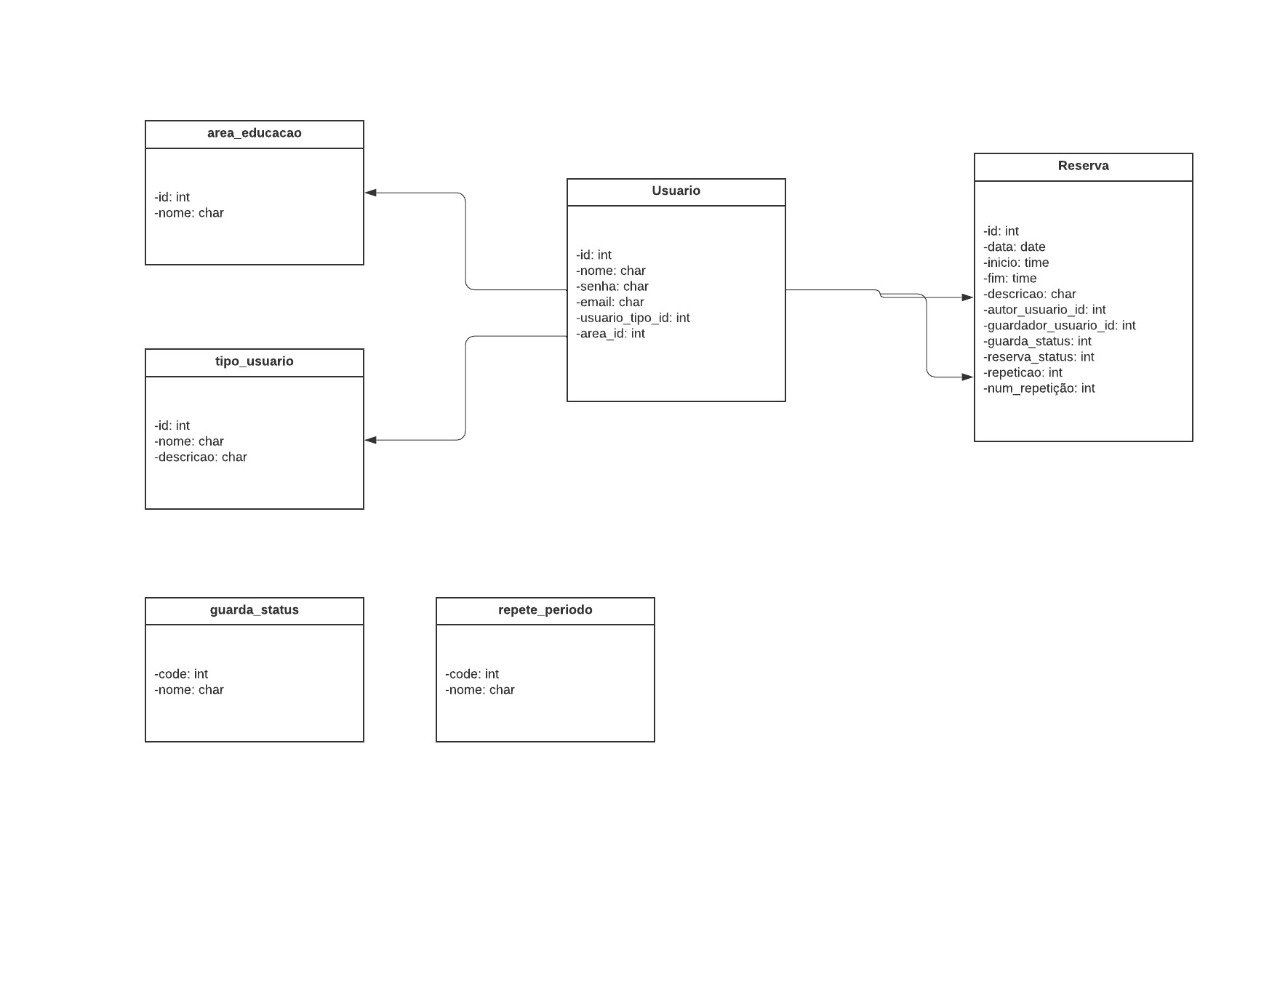 area_educacao
-id: int
-nome: char
tipo_usuario
-id: int
-nome: char
-descricao: char
Usuario
-id: int
-nome: char
-senha: char
-email: char
-usuario_tipo_id: int
-area_id: int
Reserva
-id: int
-data: date
-inicio: time
-fim: time
-descricao: char
-autor_usuario_id: int
-guardador_usuario_id: int
-guarda_status: int
-reserva_status: int
-repeticao: int
-num_repetição: int
guarda_status
-code: int
-nome: char
repete_periodo
-code: int
-nome: char